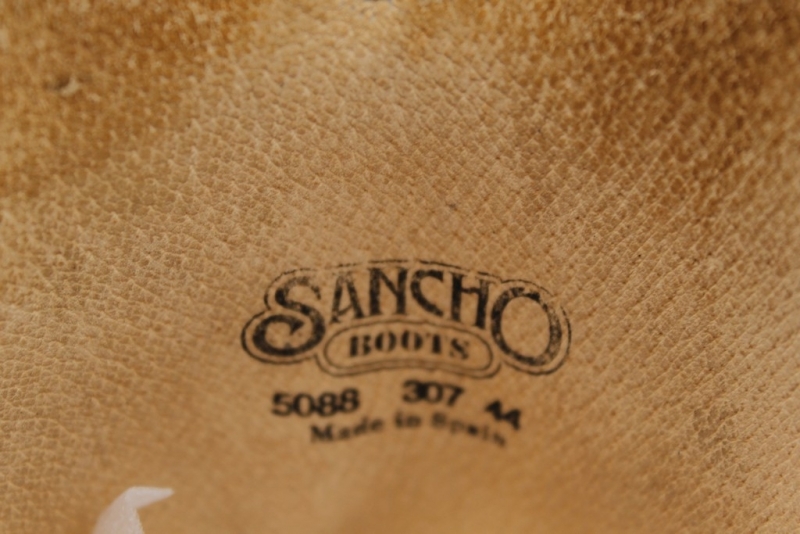 SANCHO
BOOTS
5088 307 44
Made in Spain